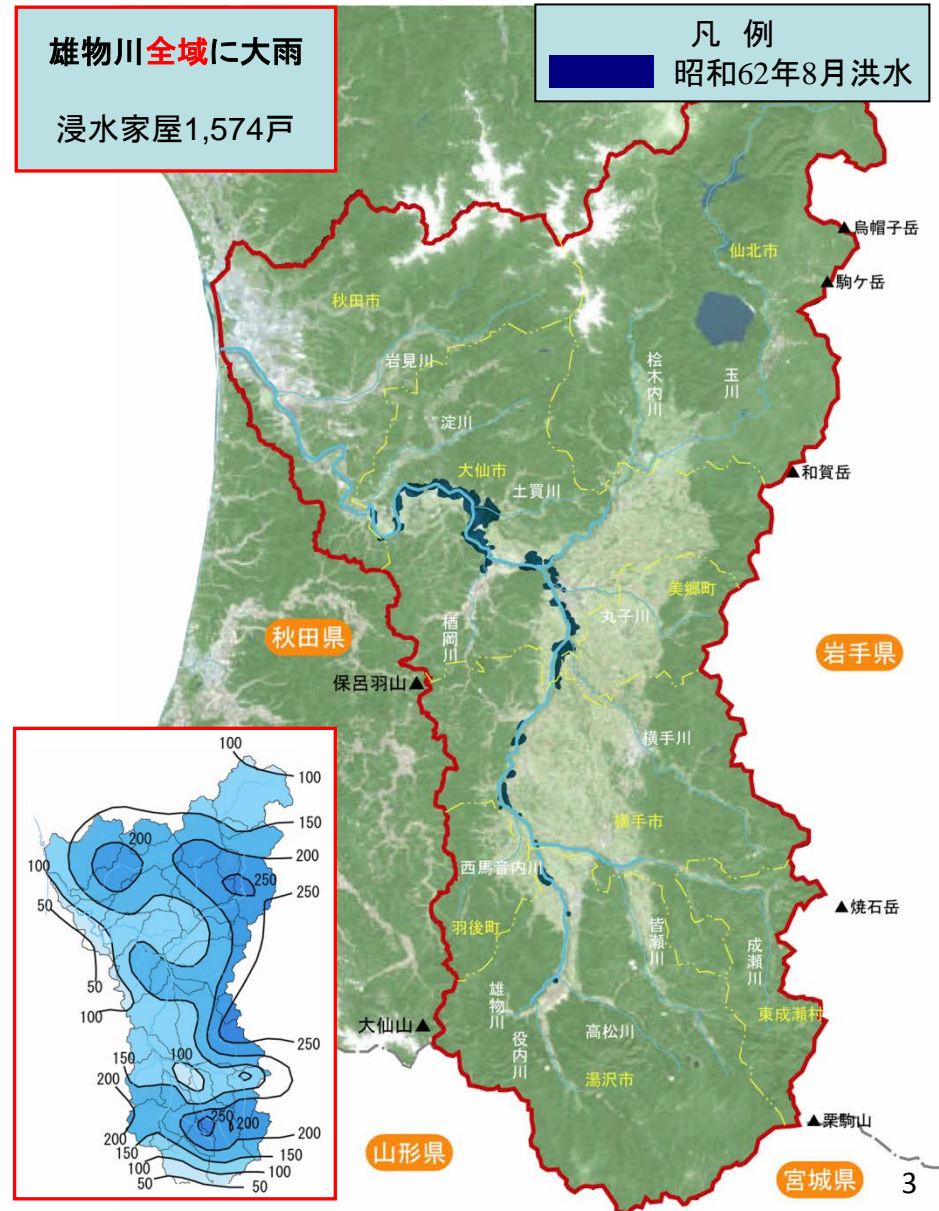 雄物川全域に大雨
浸水家屋1,574戸
凡 例
昭和62年8月洪水
▲烏帽子岳
仙北市
▲駒ケ岳
秋田市
岩見川
桧木内川
玉川
淀川
大仙市
土買川
▲和賀岳
美郷町
丸子川
楢岡川
秋田県
岩手県
保呂羽山▲
横手川
横手市
西馬音内川
▲焼石岳
羽後町
皆瀬川
成瀬川
雄物川
東成瀬村
大仙山▲
役内川
高松川
湯沢市
▲栗駒山
山形県
宮城県
3
100
100
150
200
200
100
250
250
50
50
100
250
150
100
200
250
200
200
200
150
150
100
100
50
50